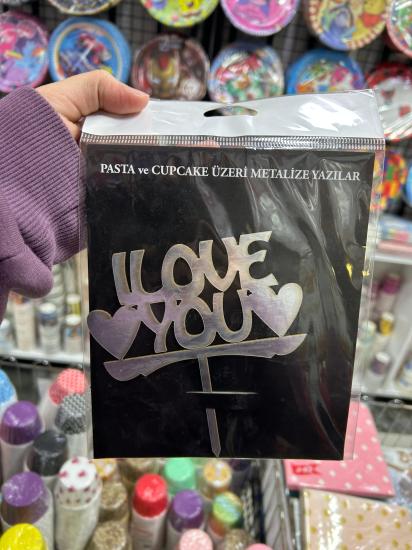 PASTA ve CUPCAKE ÜZERİ METALİZE YAZILAR
I LOVE
YOU